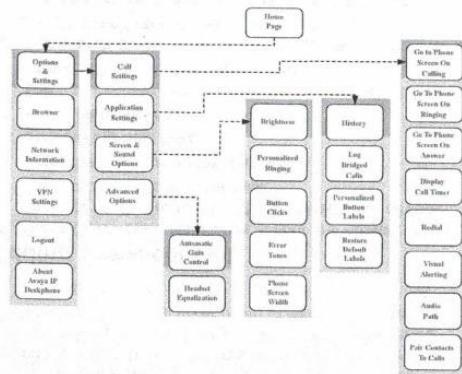 Home
Page
Options
&
Settings
Browser
Network
Information
VPN
Settings
Logout
About
Avaya IP
Deskphone
Call
Settings
Application
Settings
Screen &
Sound
Options
Advanced
Options
Automatic
Gain
Control
Headset
Equalization
Brightness
Personalized
Ringing
Button
Clicks
Error
Tones
Phone
Screen
Width
History
Log
Bridged
Calls
Personalized
Button
Labels
Restore
Default
Labels
Go to Phone
Screen On
Calling
Go To Phone
Screen On
Ringing
Go To Phone
Screen On
Answer
Display
Call Timer
Redial
Visual
Alerting
Audio
Path
Pair Contacts
To Calls